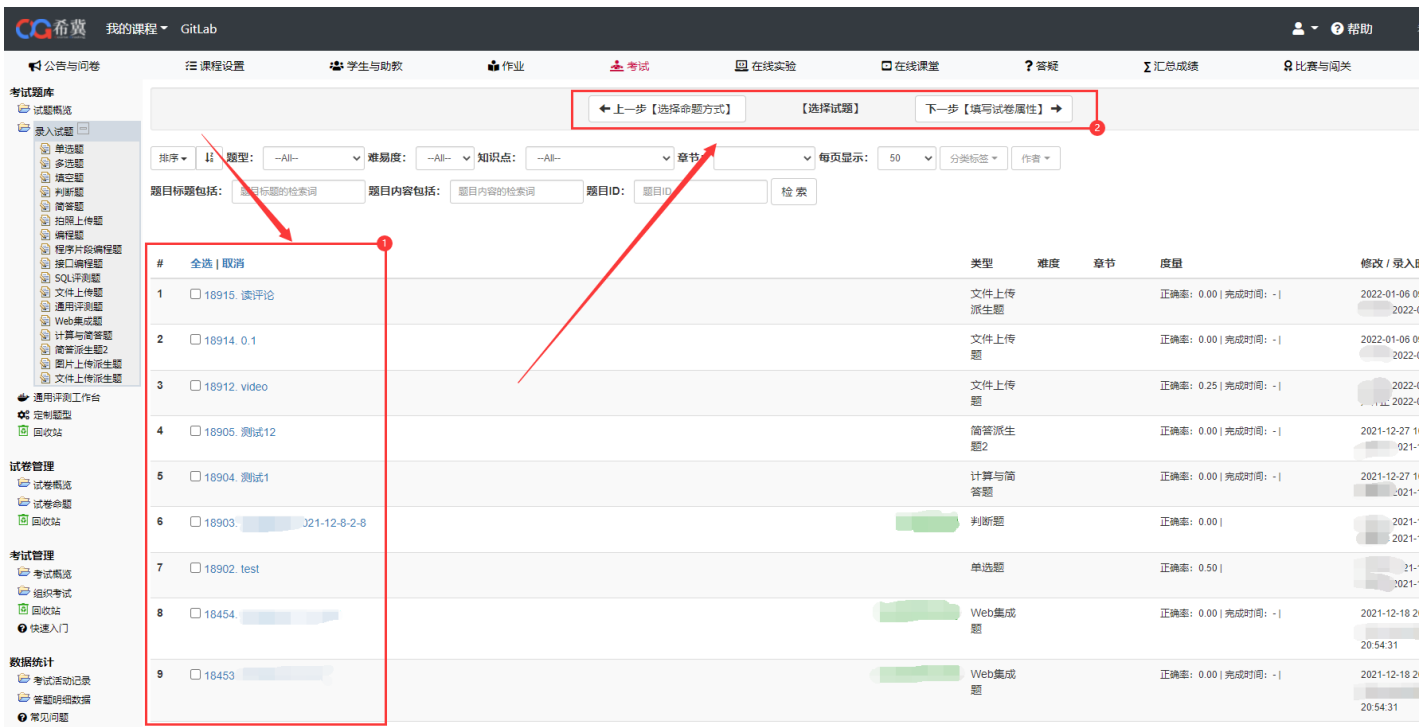 CG希冀 我的课程 GitLab 帮助
公告与问卷 课程设置 学生与助教 作业 考试 在线实验 在线课堂 ?答疑 Σ汇总成绩 比赛与闯关
考试题库
试题概览
录入试题
单选题
多选题
填空题
判断题
简答题
拍照上传题
编程题
程序片段编程题
接口编程题
SQL评测题
文件上传题
通用评测题
Web集成题
计算与简答题
简答派生题2
图片上传派生题
文件上传派生题
通用评测工作台
定制题型
回收站
试卷管理
试卷概览
试卷命题
回收站
考试管理
考试概览
组织考试
回收站
快速入门
数据统计
考试活动记录
答题明细数据
常见问题
← 上一步【选择命题方式】 【选择试题】 下一步【填写试卷属性】 →
2
排序 题型: --All-- 难易度: --All-- 知识点: --All-- 章节: 每页显示: 50 分类标签 作者
题目标题包括: 题目标题的检索词 题目内容包括: 题目内容的检索词 题目ID: 题目ID 检 索
1
# 全选 | 取消 类型 难度 章节 度量 修改 / 录入
1 18915. 读评论 文件上传派生题 正确率: 0.00 | 完成时间: - | 2022-01-06
2 18914. 0.1 文件上传题 正确率: 0.00 | 完成时间: - | 2022-01-06
3 18912. video 文件上传题 正确率: 0.25 | 完成时间: - |
4 18905. 测试12 简答派生题2 正确率: 0.00 | 完成时间: - | 2021-12-27
5 18904. 测试1 计算与简答题 正确率: 0.00 | 完成时间: - | 2021-12-27
6 18903. 021-12-8-2-8 判断题 正确率: 0.00 |
7 18902. test 单选题 正确率: 0.50 |
8 18454. Web集成题 正确率: 0.00 | 完成时间: - | 2021-12-18
20:54:31
9 18453 Web集成题 正确率: 0.00 | 完成时间: - | 2021-12-18
20:54:31